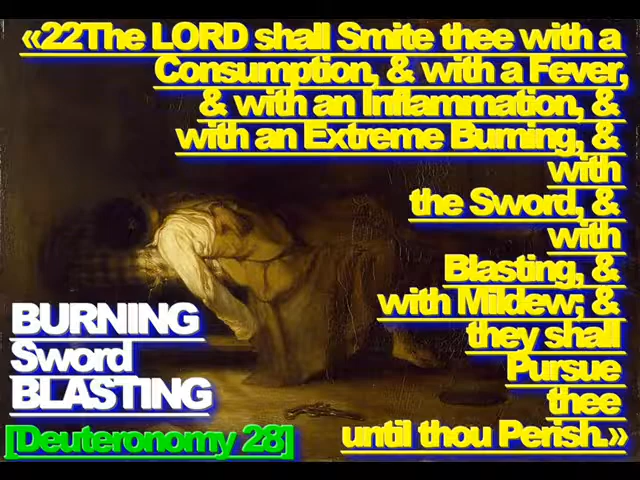 «22The LORD shall Smite thee with a
Consumption, & with a Fever,
& with an Inflammation, &
with an Extreme Burning, &
with
the Sword, &
with
Blasting, &
with Mildew; &
they shall
Pursue
thee
until thou Perish.»
BURNING
Sword
BLASTING
[Deuteronomy 28]